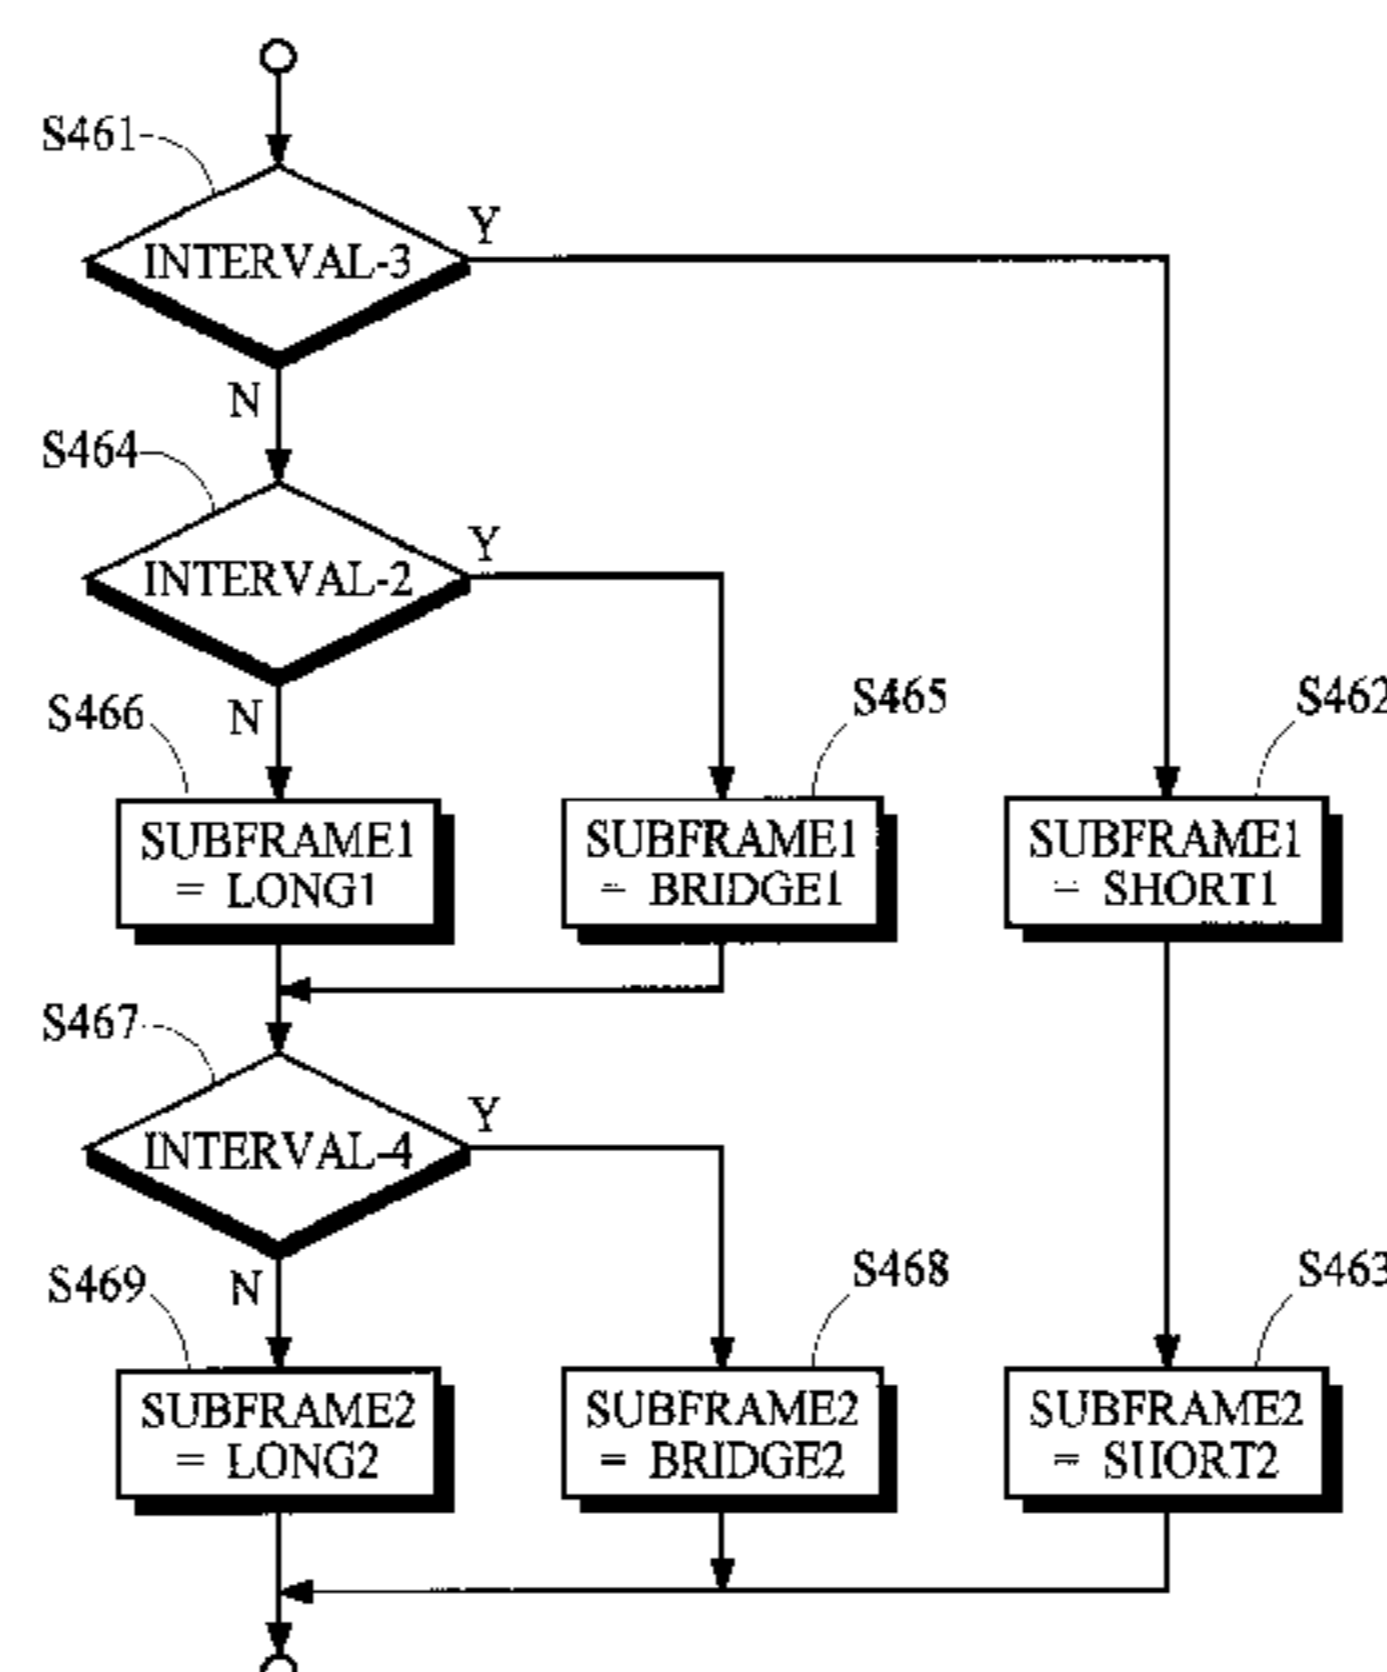 S461
Y
INTERVAL-3
N
S464
Y
INTERVAL-2
N
S466
S465
S462
SUBFRAME1
= LONG1
SUBFRAME1
= BRIDGE1
SUBFRAME1
= SHORT1
S467
Y
INTERVAL-4
N
S469
S468
S463
SUBFRAME2
= LONG2
SUBFRAME2
= BRIDGE2
SUBFRAME2
= SHORT2